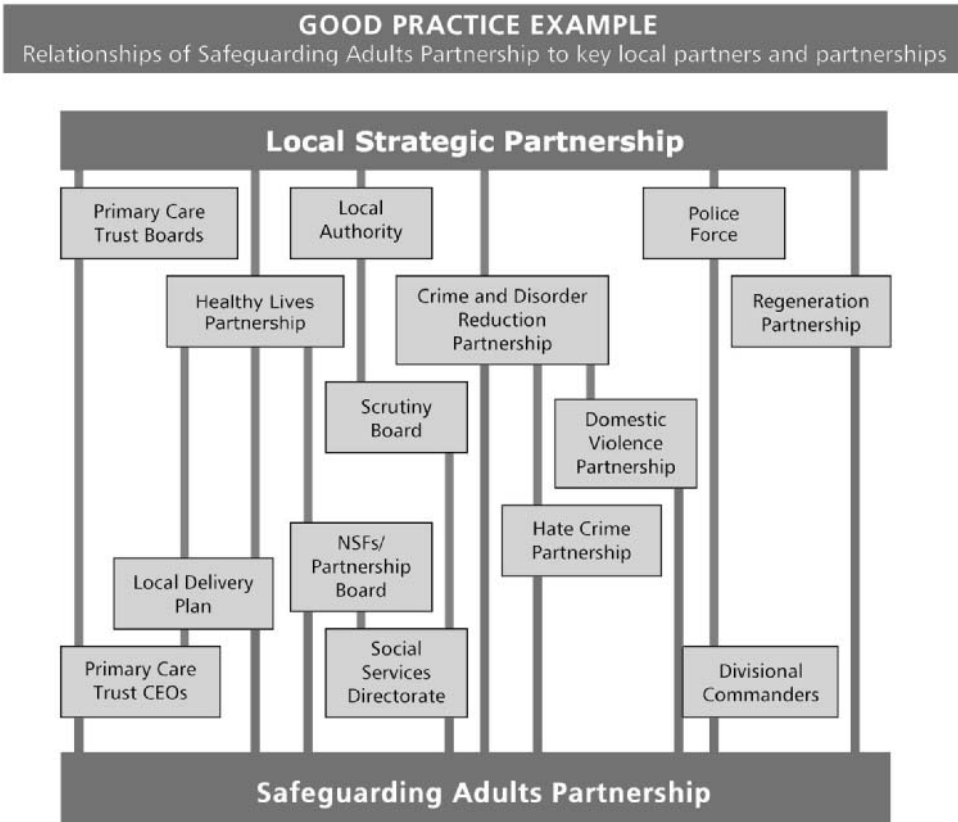 GOOD PRACTICE EXAMPLE
Relationships of Safeguarding Adults Partnership to key local partners and partnerships
Local Strategic Partnership
Primary Care
Trust Boards
Local
Authority
Police
Force
Healthy Lives
Partnership
Crime and Disorder
Reduction
Partnership
Regeneration
Partnership
Scrutiny
Board
Domestic
Violence
Partnership
Hate Crime
Partnership
NSFs/
Partnership
Board
Local Delivery
Plan
Social
Services
Directorate
Primary Care
Trust CEOs
Divisional
Commanders
Safeguarding Adults Partnership